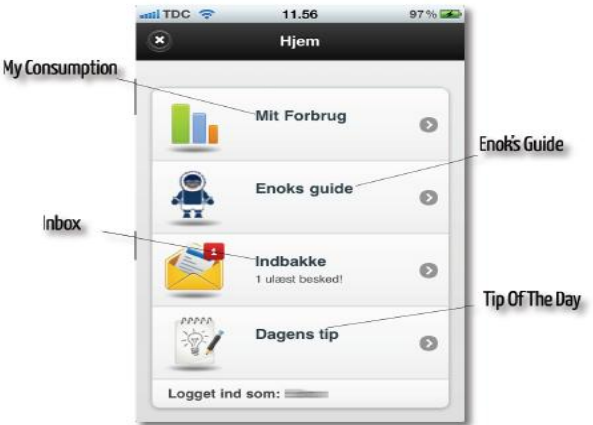 TDC 11.56 97%
Hjem
My Consumption
Mit Forbrug
Enok's Guide
Enoks guide
Inbox
1
Indbakke
1 ulæst besked!
Tip Of The Day
Dagens tip
Logget ind som: